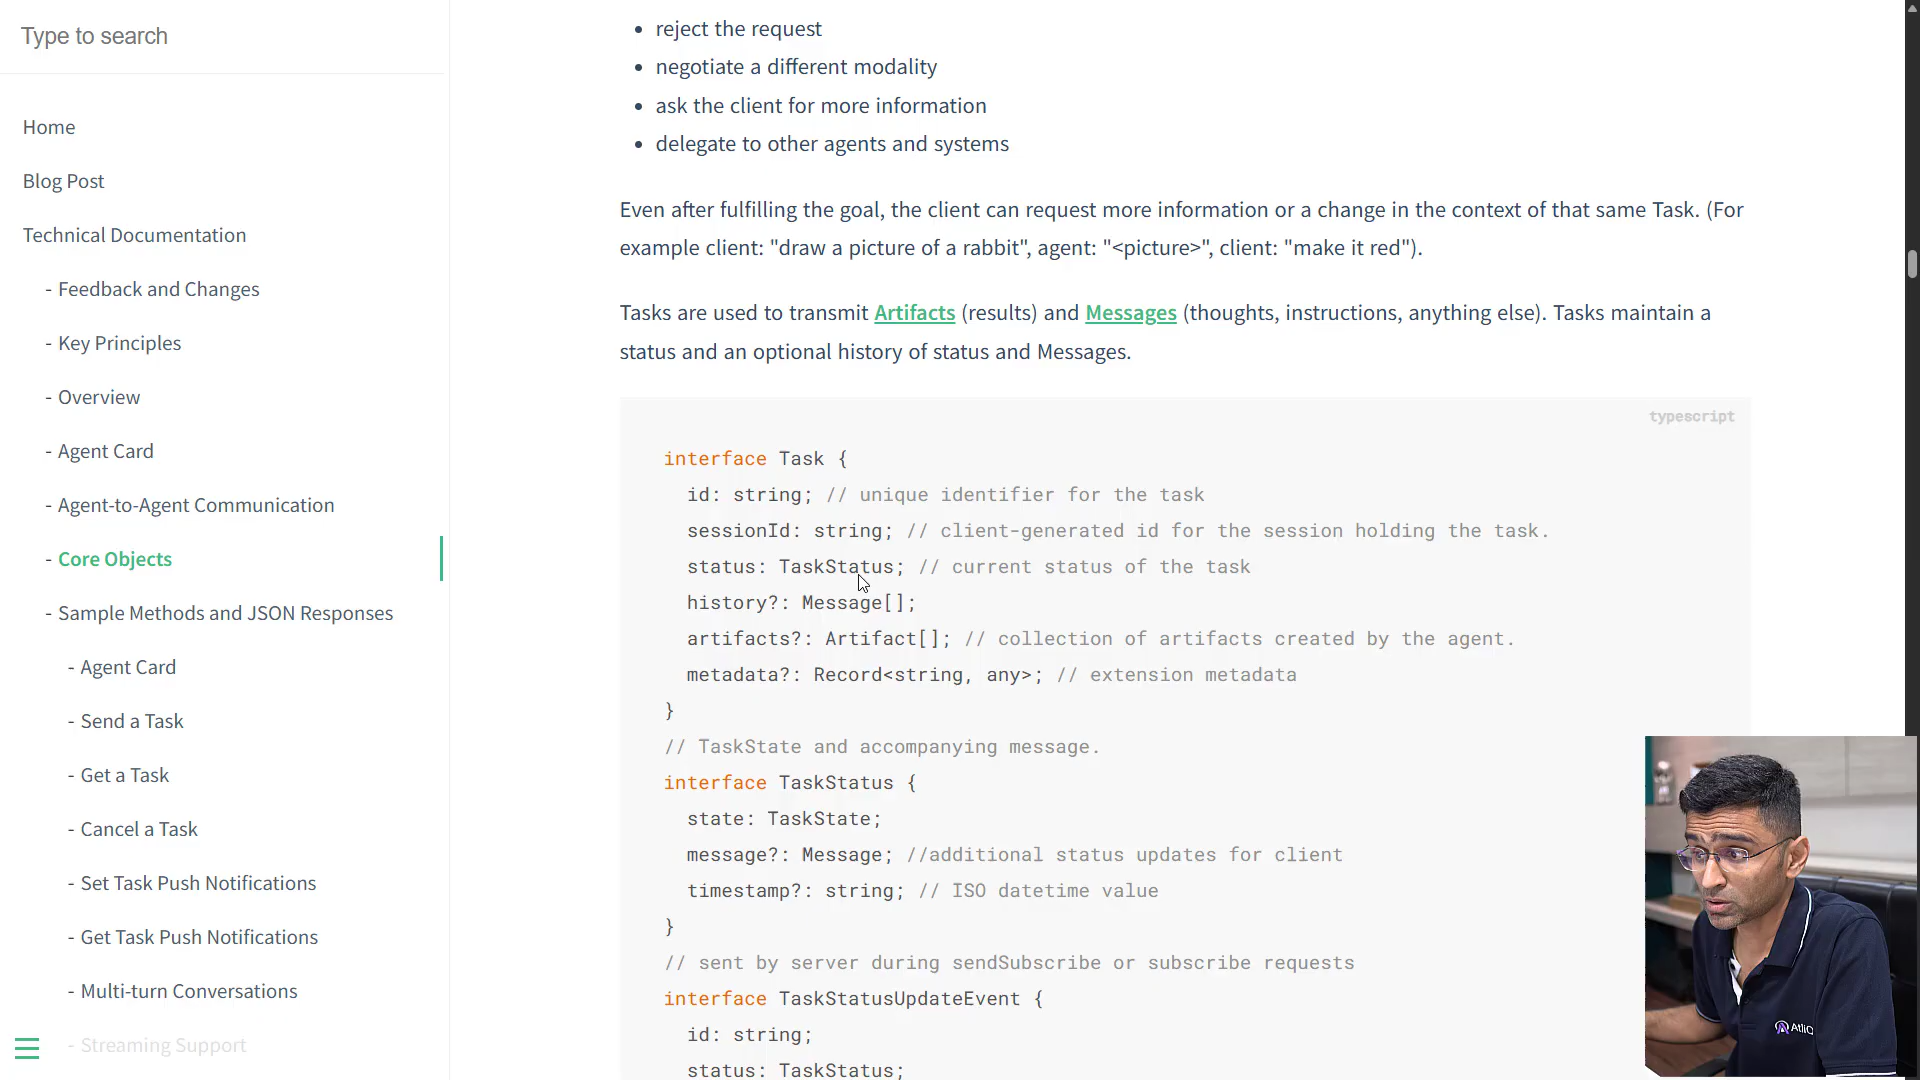 Type to search
Home
Blog Post
Technical Documentation
- Feedback and Changes
- Key Principles
- Overview
- Agent Card
- Agent-to-Agent Communication
- Core Objects
- Sample Methods and JSON Responses
- Agent Card
- Send a Task
- Get a Task
- Cancel a Task
- Set Task Push Notifications
- Get Task Push Notifications
- Multi-turn Conversations
- Streaming Support
• reject the request
• negotiate a different modality
• ask the client for more information
• delegate to other agents and systems
Even after fulfilling the goal, the client can request more information or a change in the context of that same Task. (For
example client: "draw a picture of a rabbit", agent: "<picture>", client: "make it red").
Tasks are used to transmit Artifacts (results) and Messages (thoughts, instructions, anything else). Tasks maintain a
status and an optional history of status and Messages.
typescript
interface Task {
id: string; // unique identifier for the task
sessionId: string; // client-generated id for the session holding the task.
status: TaskStatus; // current status of the task
history?: Message[];
artifacts?: Artifact[]; // collection of artifacts created by the agent.
metadata?: Record<string, any>; // extension metadata
}
// TaskState and accompanying message.
interface TaskStatus {
state: TaskState;
message?: Message; //additional status updates for client
timestamp?: string; // ISO datetime value
}
// sent by server during sendSubscribe or subscribe requests
interface TaskStatusUpdateEvent {
id: string;
status: TaskStatus;
AtliQ